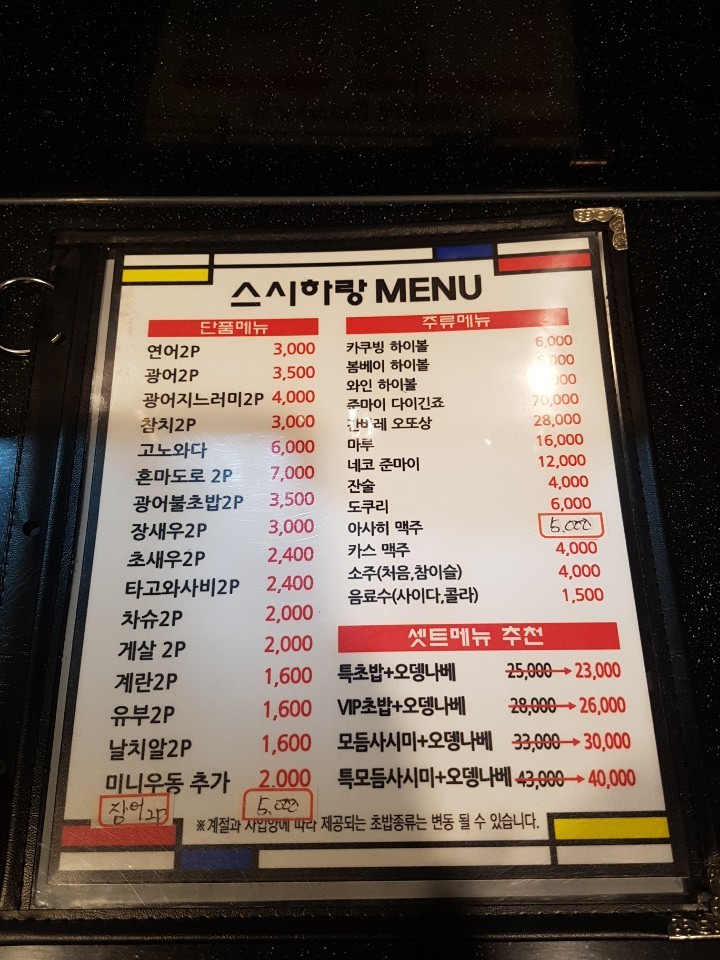 스시하랑 MENU
단품메뉴
연어2P 3,000
광어2P 3,500
광어지느러미2P 4,000
참치2P 3,000
고노와다 6,000
혼마도로 2P 7,000
광어불초밥2P 3,500
장새우2P 3,000
초새우2P 2,400
타고와사비2P 2,400
차슈2P 2,000
게살 2P 2,000
계란2P 1,600
유부2P 1,600
날치알2P 1,600
미니우동 추가 2,000
장어 2P 5,000
주류메뉴
카쿠빙 하이볼 6,000
봄베이 하이볼
와인 하이볼
준마이 다이긴죠 70,000
간바레 오또상 28,000
마루 16,000
네코 준마이 12,000
잔술 4,000
도쿠리 6,000
아사히 맥주 5,000
카스 맥주 4,000
소주(처음,참이슬) 4,000
음료수(사이다,콜라) 1,500
셋트메뉴 추천
특초밥+오뎅나베 25,000→23,000
VIP초밥+오뎅나베 28,000→26,000
모듬사시미+오뎅나베 33,000→30,000
특모듬사시미+오뎅나베 43,000→40,000
※계절과 사입량에 따라 제공되는 초밥종류는 변동 될 수 있습니다.